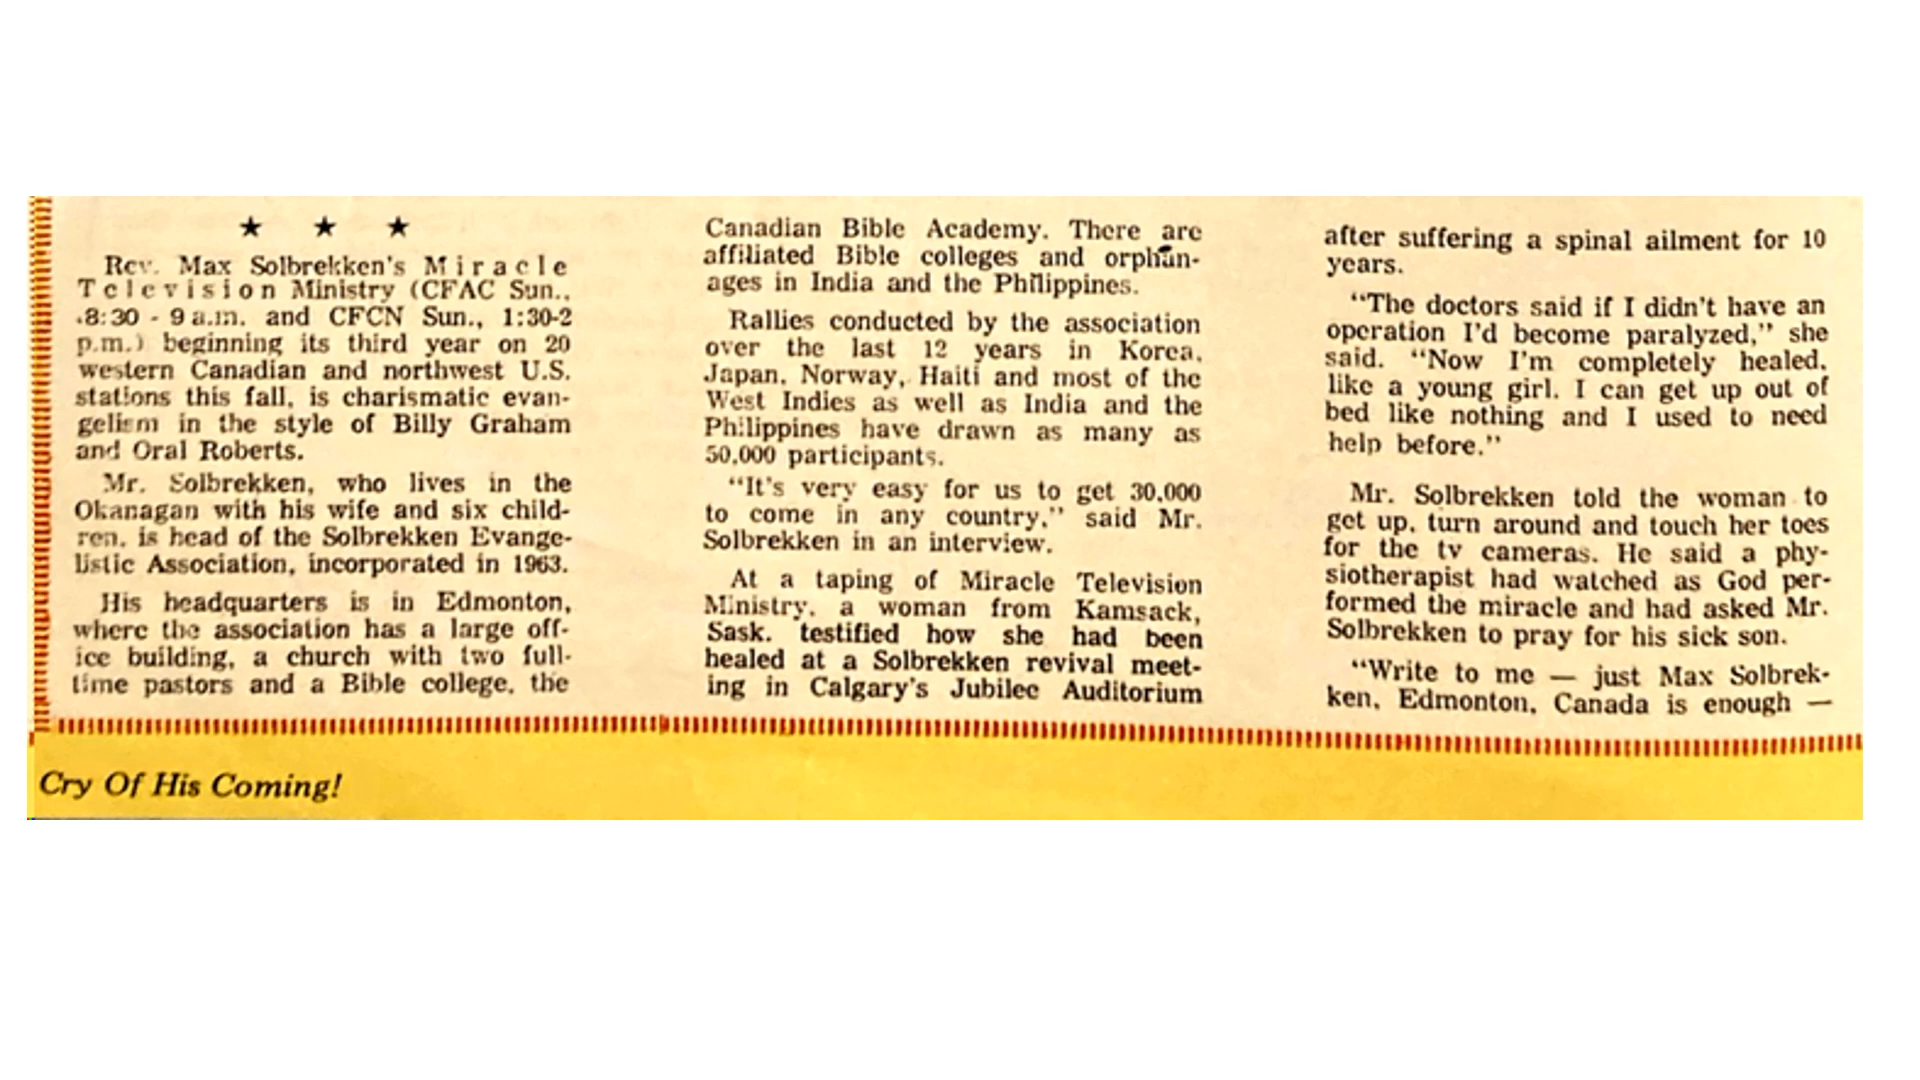 ★ ★ ★
Rev. Max Solbrekken's Miracle
Television Ministry (CFAC Sun.,
8:30 - 9 a.m. and CFCN Sun., 1:30-2
p.m.) beginning its third year on 20
western Canadian and northwest U.S.
stations this fall, is charismatic evan-
gelism in the style of Billy Graham
and Oral Roberts.
Mr. Solbrekken, who lives in the
Okanagan with his wife and six child-
ren, is head of the Solbrekken Evange-
listic Association, incorporated in 1963.
His headquarters is in Edmonton,
where the association has a large off-
ice building, a church with two full-
time pastors and a Bible college, the
Canadian Bible Academy. There are
affiliated Bible colleges and orphan-
ages in India and the Philippines.
Rallies conducted by the association
over the last 12 years in Korea,
Japan, Norway, Haiti and most of the
West Indies as well as India and the
Philippines have drawn as many as
50,000 participants.
"It's very easy for us to get 30,000
to come in any country," said Mr.
Solbrekken in an interview.
At a taping of Miracle Television
Ministry, a woman from Kamsack,
Sask. testified how she had been
healed at a Solbrekken revival meet-
ing in Calgary's Jubilee Auditorium
after suffering a spinal ailment for 10
years.
"The doctors said if I didn't have an
operation I'd become paralyzed," she
said. "Now I'm completely healed,
like a young girl. I can get up out of
bed like nothing and I used to need
help before."
Mr. Solbrekken told the woman to
get up, turn around and touch her toes
for the tv cameras. He said a phy-
siotherapist had watched as God per-
formed the miracle and had asked Mr.
Solbrekken to pray for his sick son.
"Write to me — just Max Solbrek-
ken, Edmonton, Canada is enough —
Cry Of His Coming!